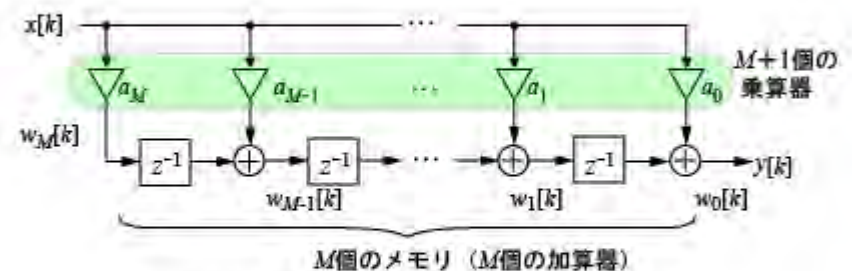 x[k] ...
M+1個の
乗算器
a_M a_{M-1} ... a_1 a_0
w_M[k]
z^{-1} z^{-1} ... z^{-1} y[k]
w_{M-1}[k] w_1[k] w_0[k]
M個のメモリ（M個の加算器）